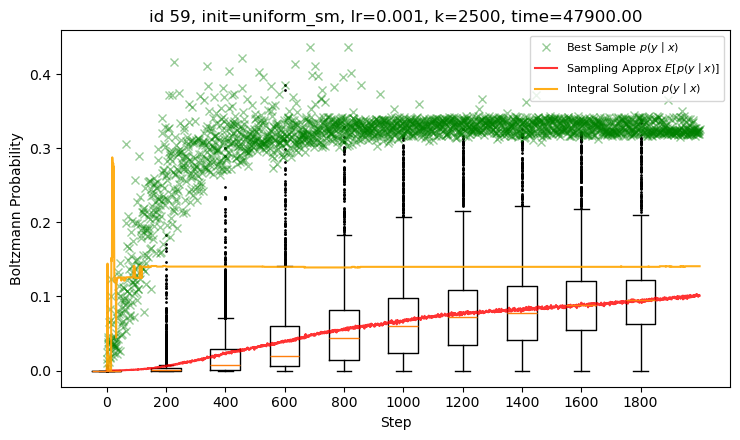 id 59, init=uniform_sm, lr=0.001, k=2500, time=47900.00
Best Sample p(y | x)
Sampling Approx E[p(y | x)]
Integral Solution p(y | x)
Boltzmann Probability
0.4
0.3
0.2
0.1
0.0
0 200 400 600 800 1000 1200 1400 1600 1800
Step